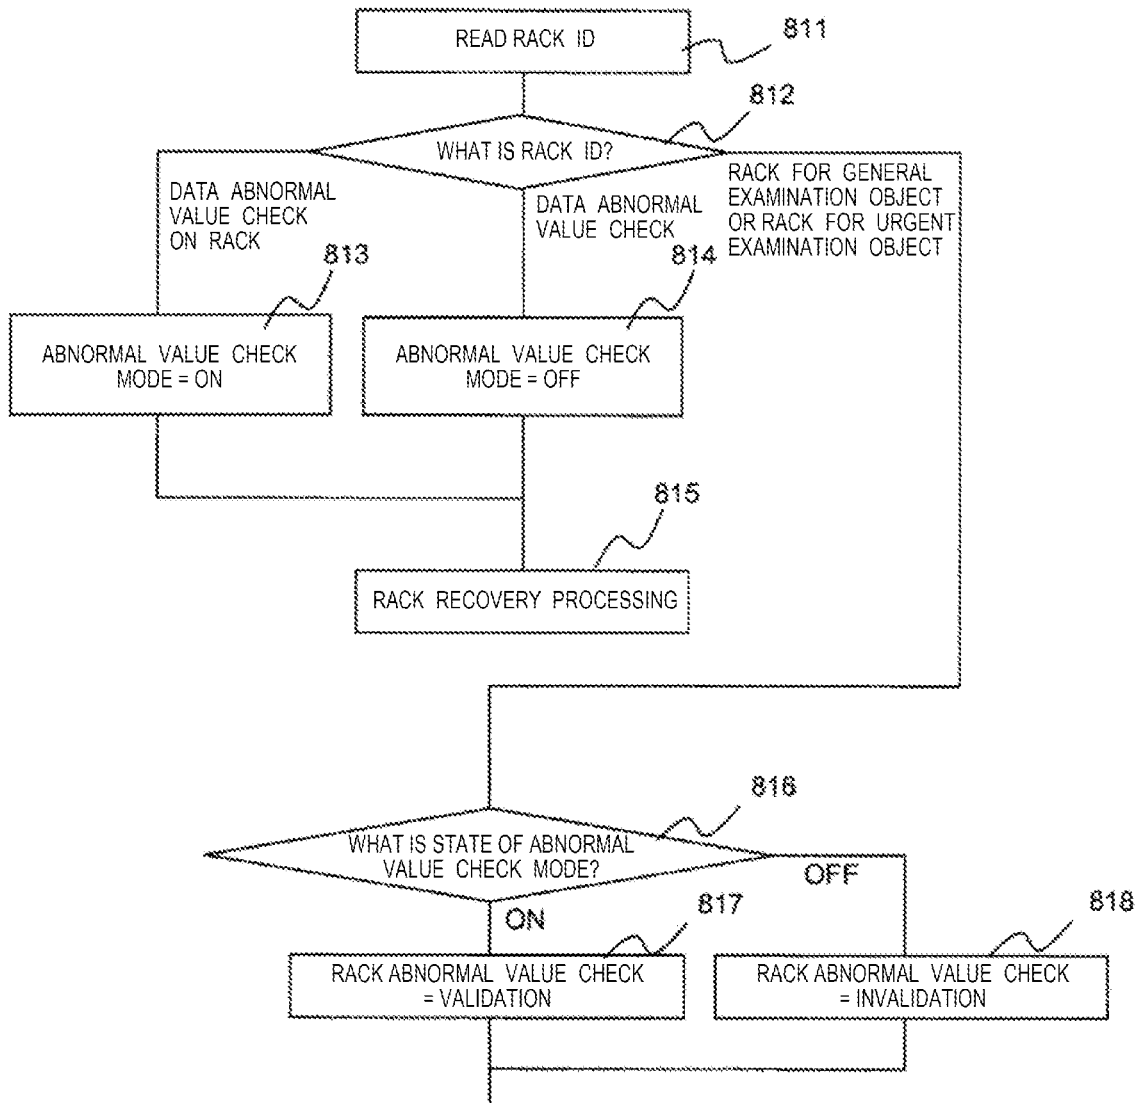 READ RACK ID
811
812
WHAT IS RACK ID?
DATA ABNORMAL
VALUE CHECK
ON RACK
DATA ABNORMAL
VALUE CHECK
RACK FOR GENERAL
EXAMINATION OBJECT
OR RACK FOR URGENT
EXAMINATION OBJECT
813
814
ABNORMAL VALUE CHECK
MODE = ON
ABNORMAL VALUE CHECK
MODE = OFF
815
RACK RECOVERY PROCESSING
816
WHAT IS STATE OF ABNORMAL
VALUE CHECK MODE?
OFF
ON
817
818
RACK ABNORMAL VALUE CHECK
= VALIDATION
RACK ABNORMAL VALUE CHECK
= INVALIDATION